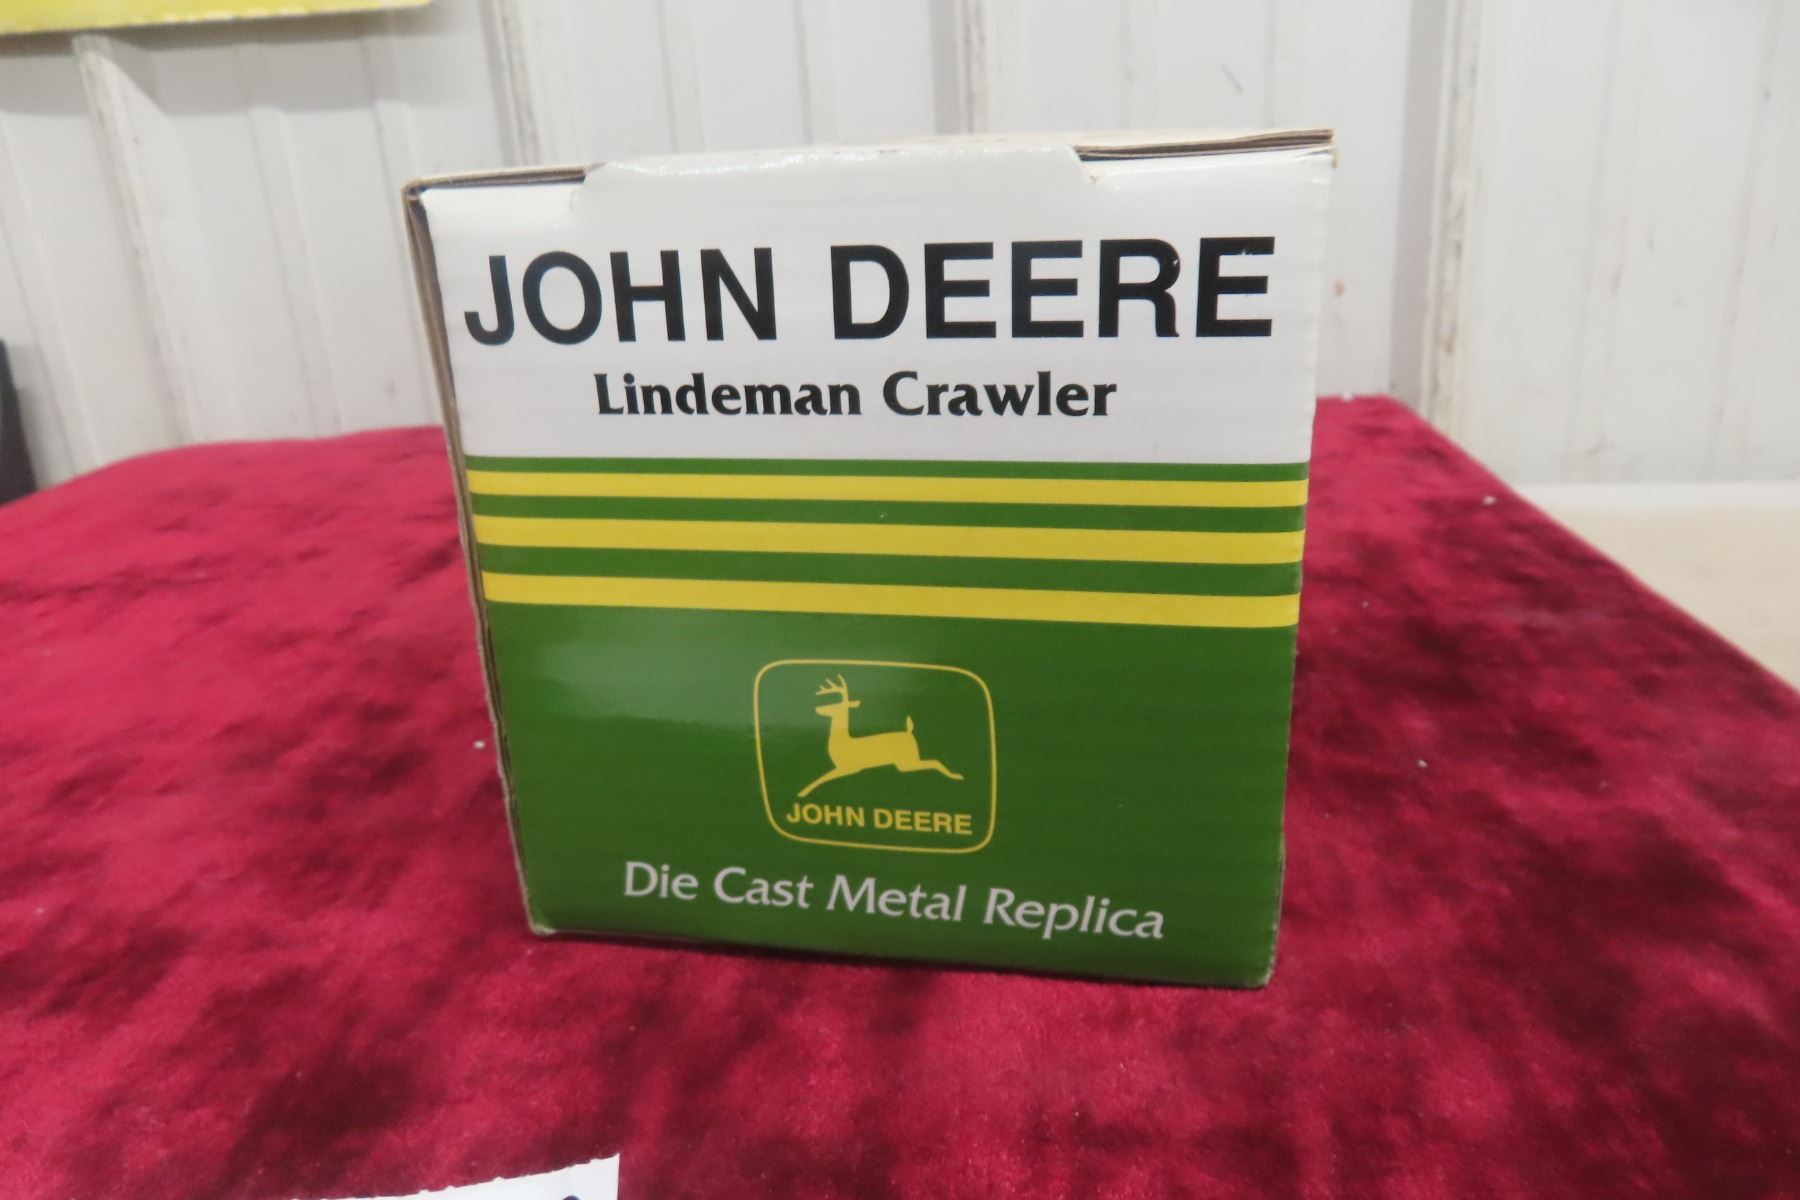 JOHN DEERE
Lindeman Crawler
JOHN DEERE
Die Cast Metal Replica